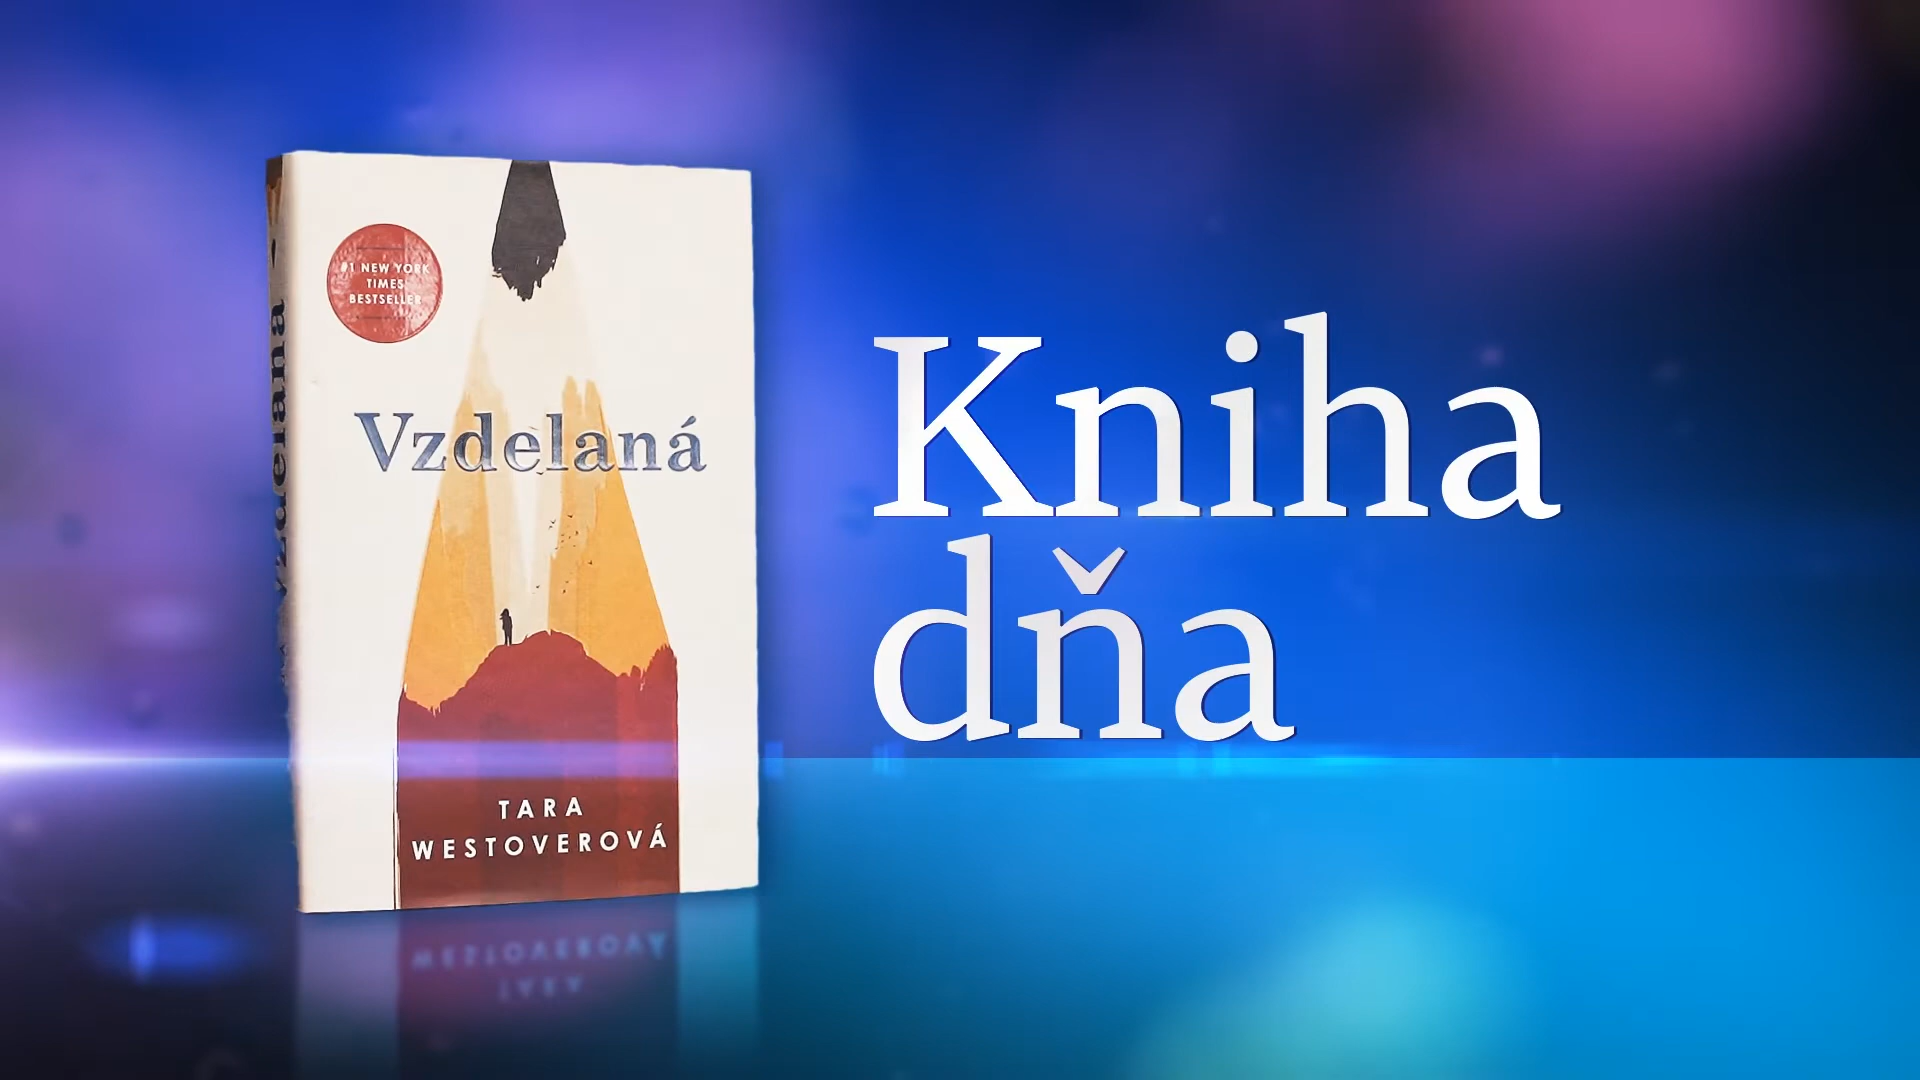 #1 NEW YORK
TIMES
BESTSELLER
Vzdelaná
TARA
WESTOVEROVÁ
Vzdelaná
Kniha
dňa